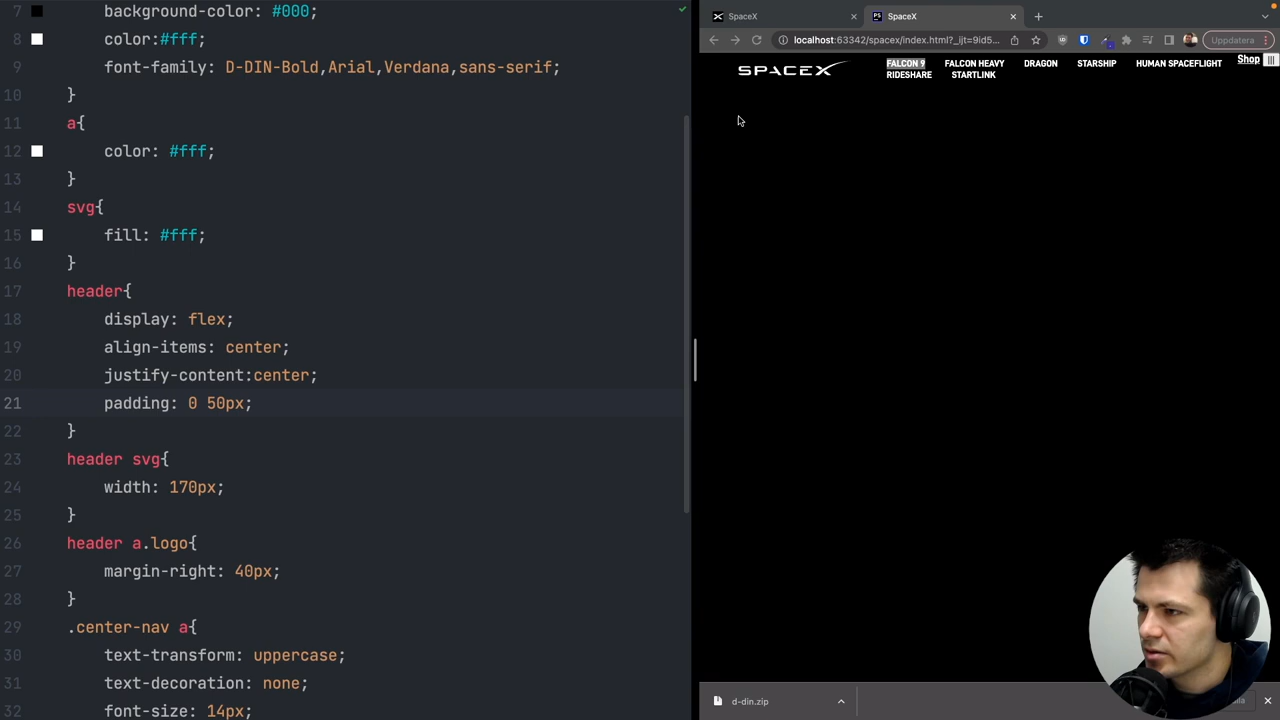 7 background-color: #000;
8 color:#fff;
9 font-family: D-DIN-Bold,Arial,Verdana,sans-serif;
10 }
11 a{
12 color: #fff;
13 }
14 svg{
15 fill: #fff;
16 }
17 header{
18 display: flex;
19 align-items: center;
20 justify-content:center;
21 padding: 0 50px;
22 }
23 header svg{
24 width: 170px;
25 }
26 header a.logo{
27 margin-right: 40px;
28 }
29 .center-nav a{
30 text-transform: uppercase;
31 text-decoration: none;
32 font-size: 14px;
SpaceX
PS SpaceX
localhost:63342/spacex/index.html?_ijt=9id5...
Uppdatera
SPACEX
FALCON 9 FALCON HEAVY DRAGON STARSHIP HUMAN SPACEFLIGHT Shop
RIDESHARE STARTLINK
d-din.zip